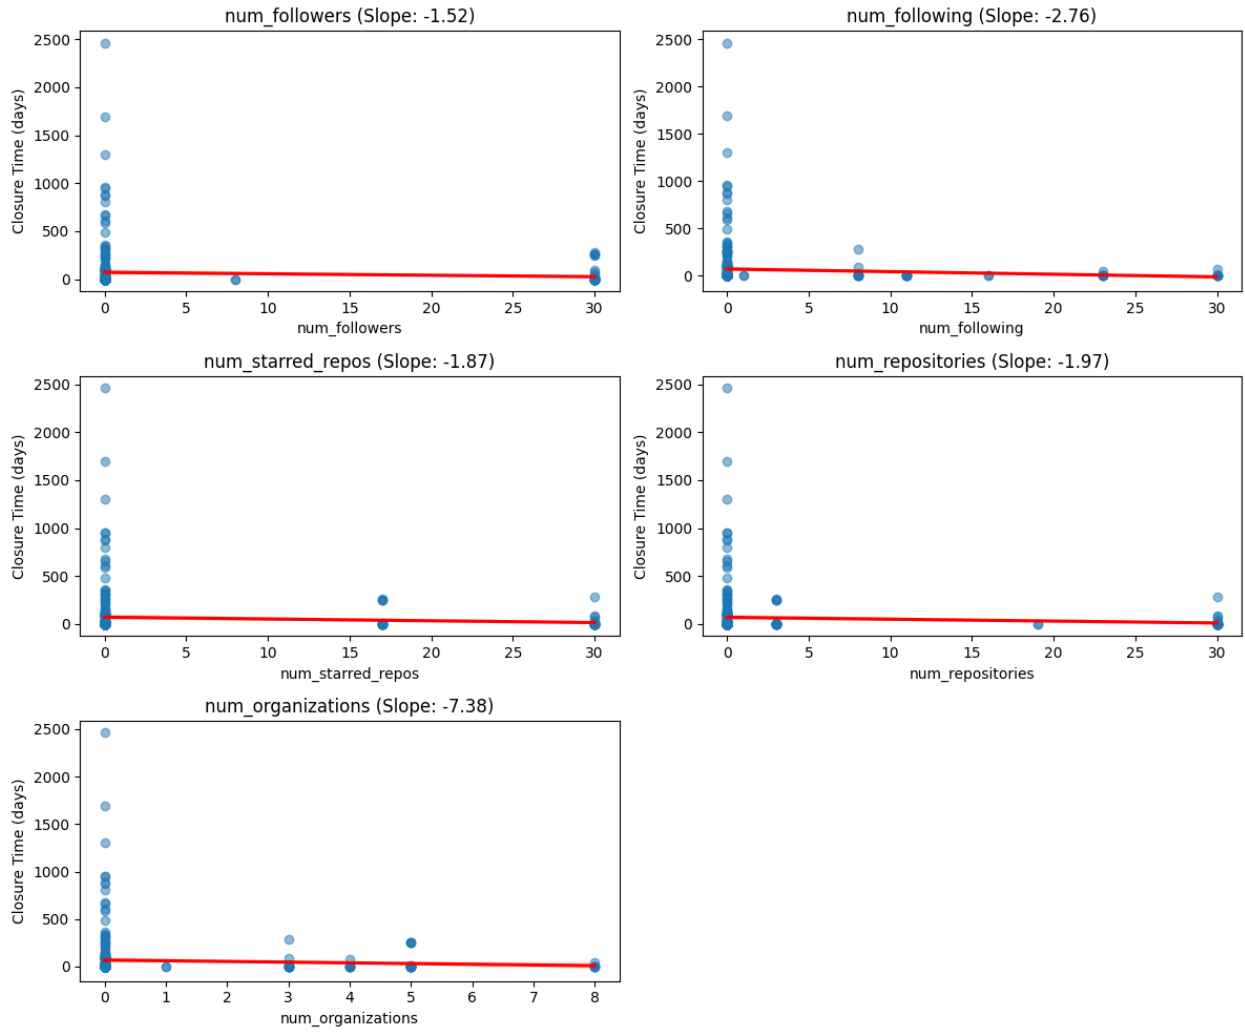 num_followers (Slope: -1.52)
2500
2000
1500
1000
500
0
Closure Time (days)
0 5 10 15 20 25 30
num_followers
num_following (Slope: -2.76)
2500
2000
1500
1000
500
0
Closure Time (days)
0 5 10 15 20 25 30
num_following
num_starred_repos (Slope: -1.87)
2500
2000
1500
1000
500
0
Closure Time (days)
0 5 10 15 20 25 30
num_starred_repos
num_repositories (Slope: -1.97)
2500
2000
1500
1000
500
0
Closure Time (days)
0 5 10 15 20 25 30
num_repositories
num_organizations (Slope: -7.38)
2500
2000
1500
1000
500
0
Closure Time (days)
0 1 2 3 4 5 6 7 8
num_organizations